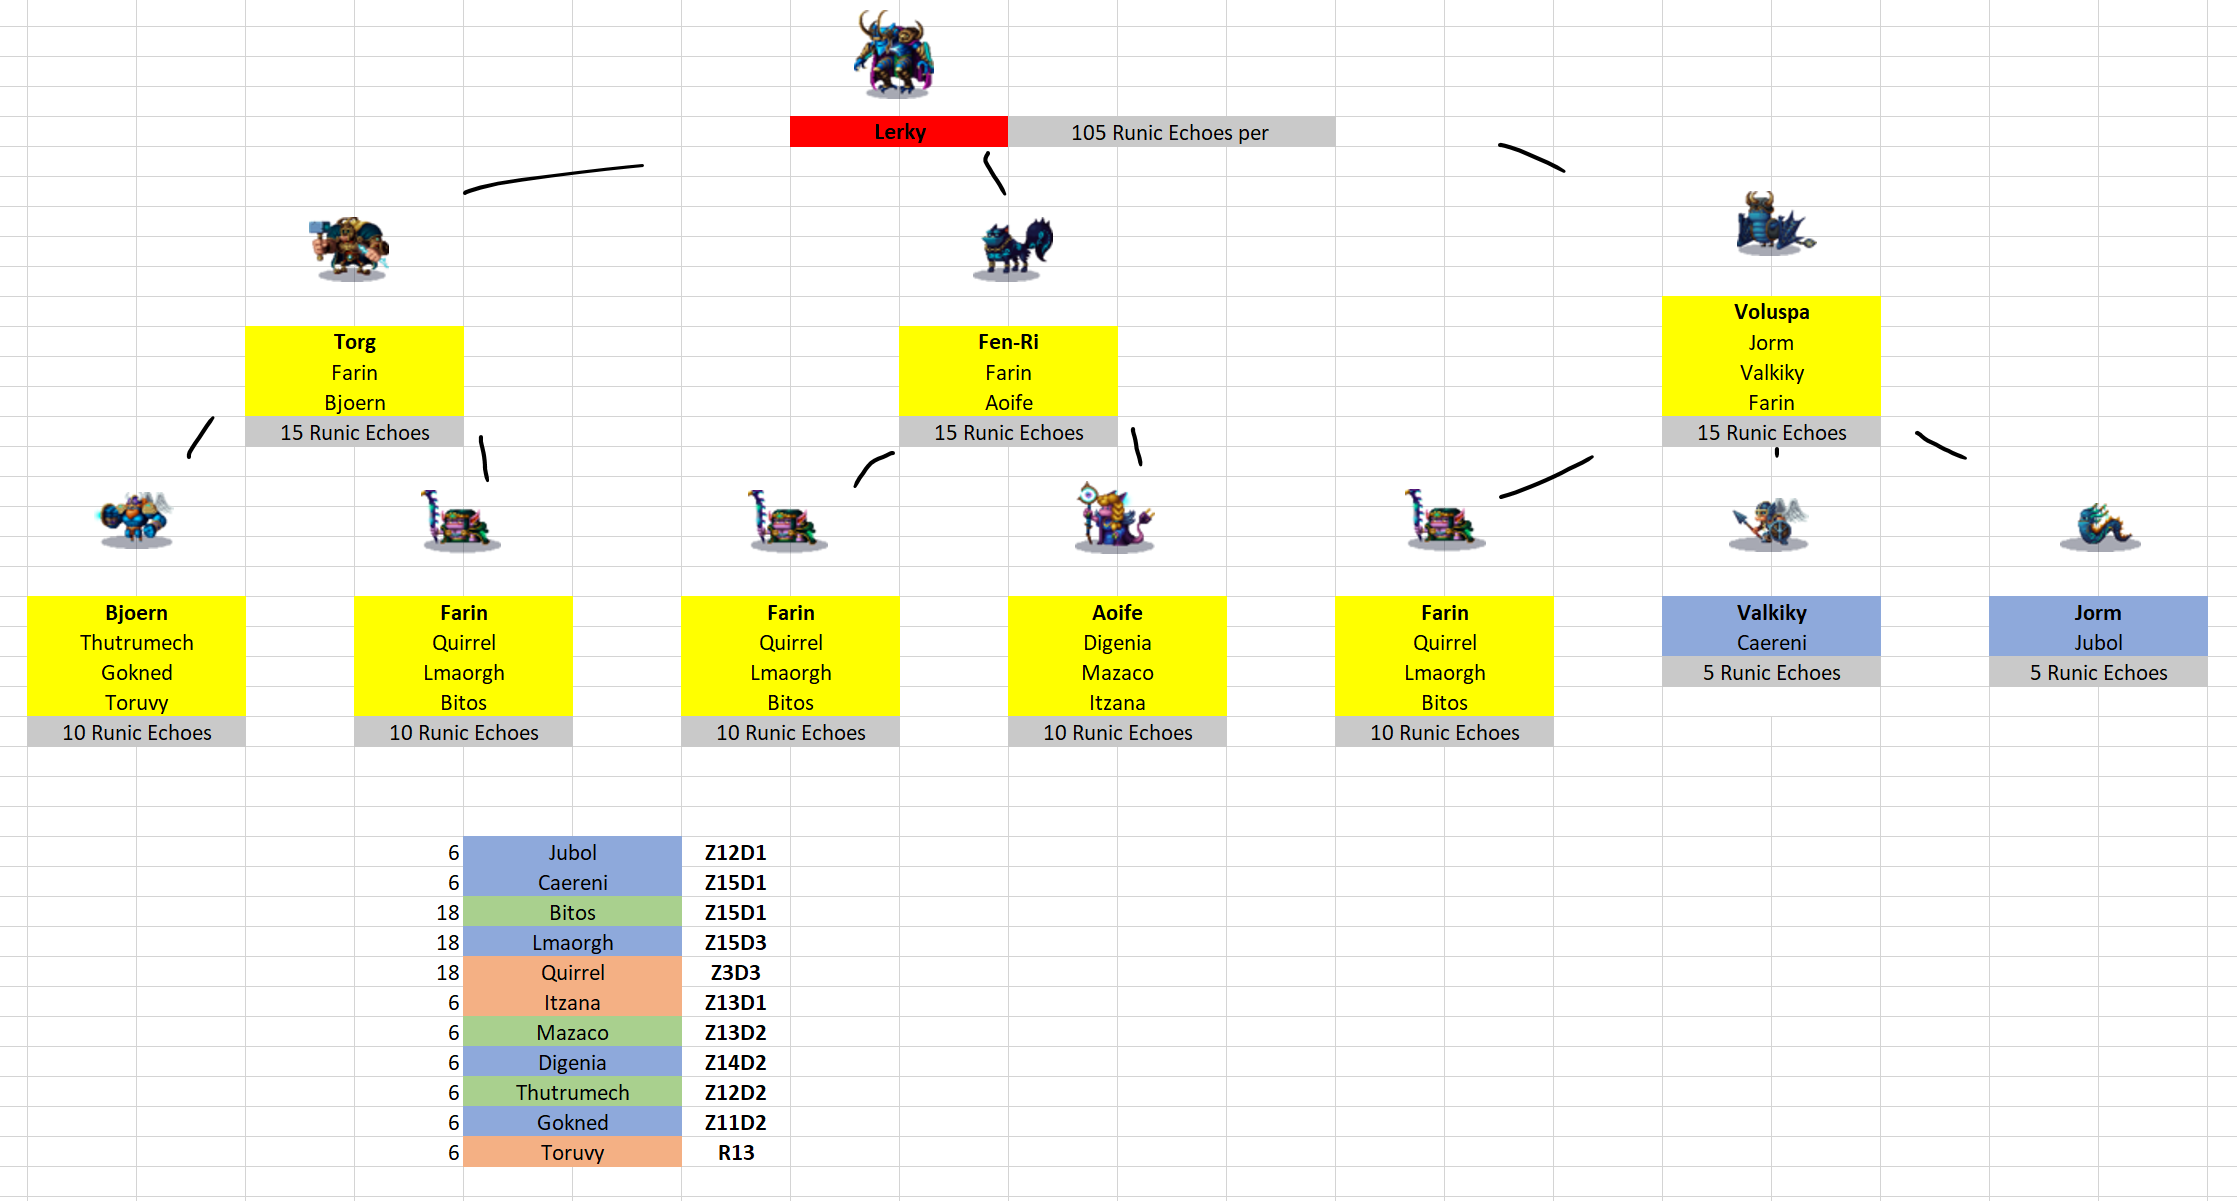 Lerky 105 Runic Echoes per
Torg
Farin
Bjoern
15 Runic Echoes
Fen-Ri
Farin
Aoife
15 Runic Echoes
Voluspa
Jorm
Valkiky
Farin
15 Runic Echoes
Bjoern
Thutrumech
Gokned
Toruvy
10 Runic Echoes
Farin
Quirrel
Lmaorgh
Bitos
10 Runic Echoes
Farin
Quirrel
Lmaorgh
Bitos
10 Runic Echoes
Aoife
Digenia
Mazaco
Itzana
10 Runic Echoes
Farin
Quirrel
Lmaorgh
Bitos
10 Runic Echoes
Valkiky
Caereni
5 Runic Echoes
Jorm
Jubol
5 Runic Echoes
6 Jubol Z12D1
6 Caereni Z15D1
18 Bitos Z15D1
18 Lmaorgh Z15D3
18 Quirrel Z3D3
6 Itzana Z13D1
6 Mazaco Z13D2
6 Digenia Z14D2
6 Thutrumech Z12D2
6 Gokned Z11D2
6 Toruvy R13